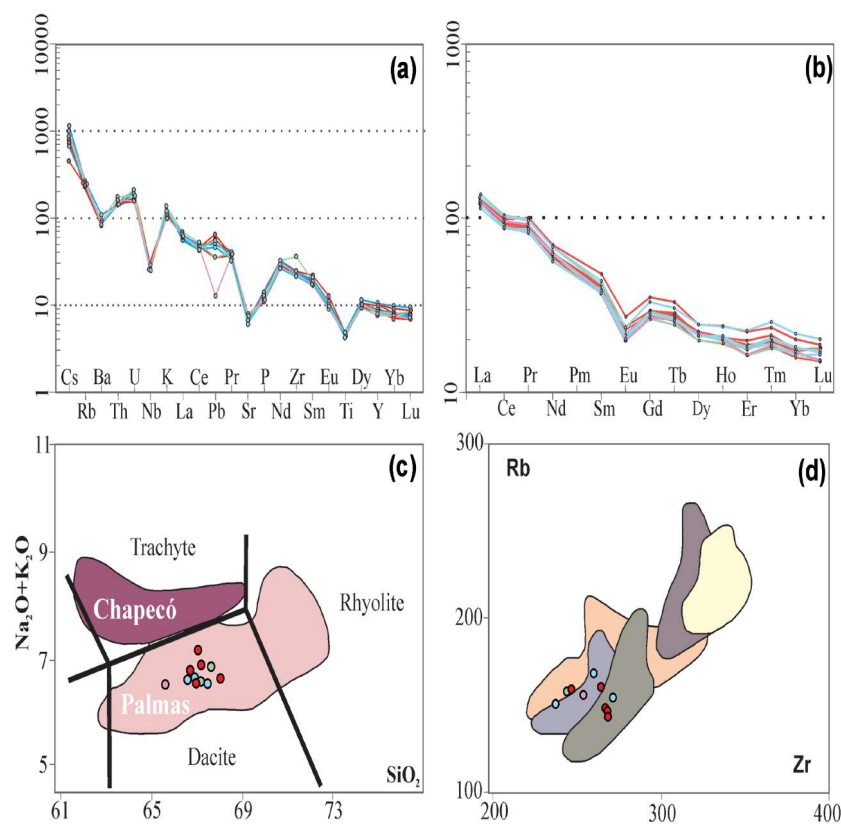 (a)
10000
1000
100
10
1
Cs Ba U K Ce Pr P Zr Eu Dy Yb
Rb Th Nb La Pb Sr Nd Sm Ti Y Lu
(b)
1000
100
10
La Pr Pm Eu Tb Ho Tm Lu
Ce Nd Sm Gd Dy Er Yb
(c)
Na₂O+K₂O
11
9
7
5
Trachyte
Chapecó
Rhyolite
Palmas
Dacite
SiO₂
61 65 69 73
(d)
Rb
300
200
100
Zr
200 300 400